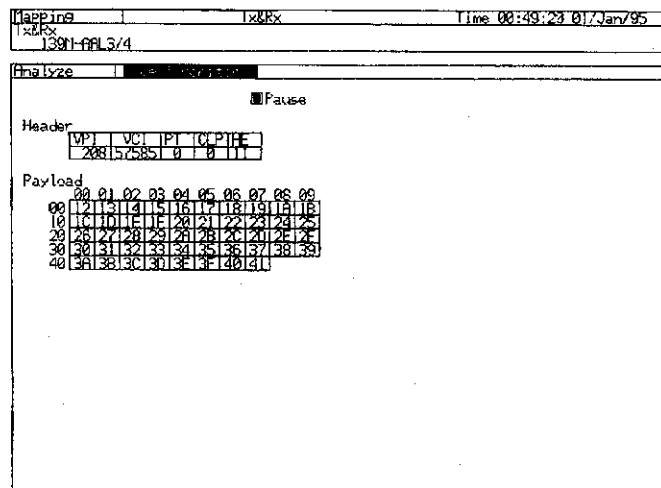 Mapping Tx&Rx Time 00:49:20 01/Jan/95
Tx&Rx
139M-AAL3/4
Analyze
Pause
Header
VPI VCI PT CLP
208 57585 0 0
Payload
00 01 02 03 04 05 06 07 08 09
00 12 13 14 15 16 17 18 19 1A 1B
10 1C 1D 1E 1F 20 21 22 23 24 25
20 26 27 28 29 2A 2B 2C 2D 2E 2F
30 30 31 32 33 34 35 36 37 38 39
40 3A 3B 3C 3D 3E 3F 40 41